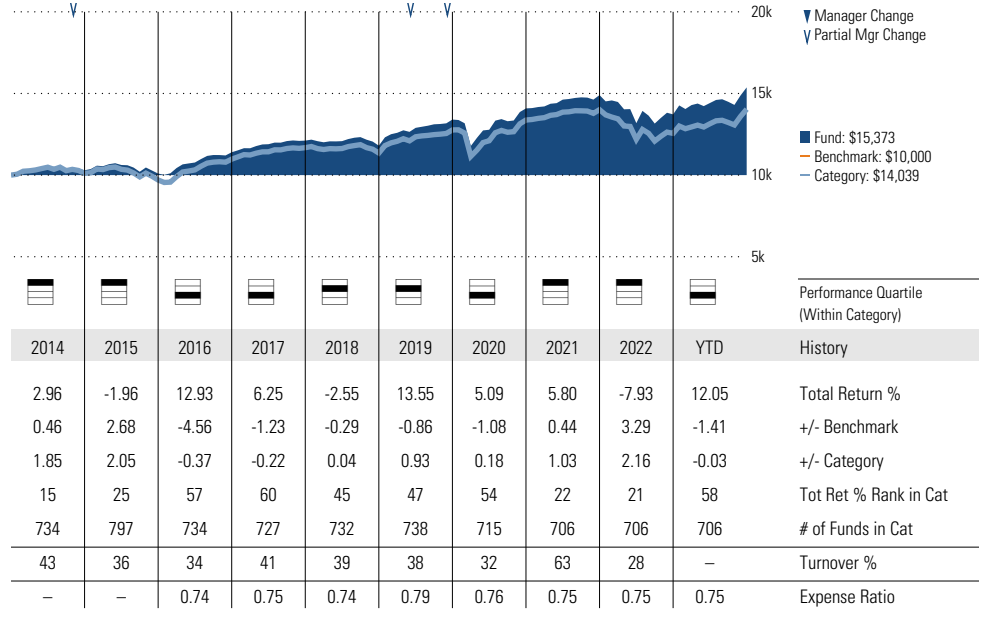 20k
Manager Change
Partial Mgr Change
15k
Fund: $15,373
Benchmark: $10,000
Category: $14,039
10k
5k
Performance Quartile
(Within Category)
2014 2015 2016 2017 2018 2019 2020 2021 2022 YTD History
2.96 -1.96 12.93 6.25 -2.55 13.55 5.09 5.80 -7.93 12.05 Total Return %
0.46 2.68 -4.56 -1.23 -0.29 -0.86 -1.08 0.44 3.29 -1.41 +/- Benchmark
1.85 2.05 -0.37 -0.22 0.04 0.93 0.18 1.03 2.16 -0.03 +/- Category
15 25 57 60 45 47 54 22 21 58 Tot Ret % Rank in Cat
734 797 734 727 732 738 715 706 706 706 # of Funds in Cat
43 36 34 41 39 38 32 63 28 – Turnover %
– – 0.74 0.75 0.74 0.79 0.76 0.75 0.75 0.75 Expense Ratio